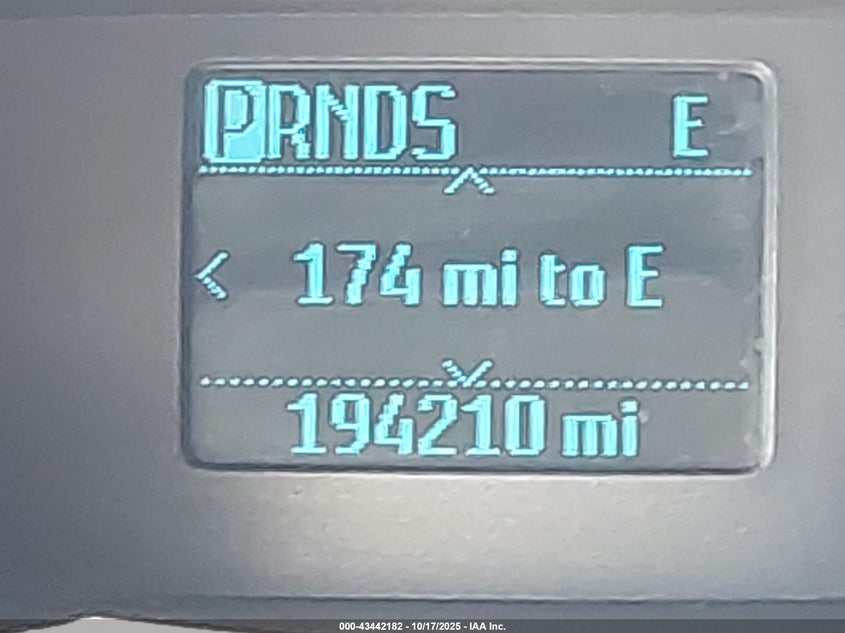 PRNDS E
174 mi to E
194210 mi
000-43442182 - 10/17/2025 - IAA Inc.